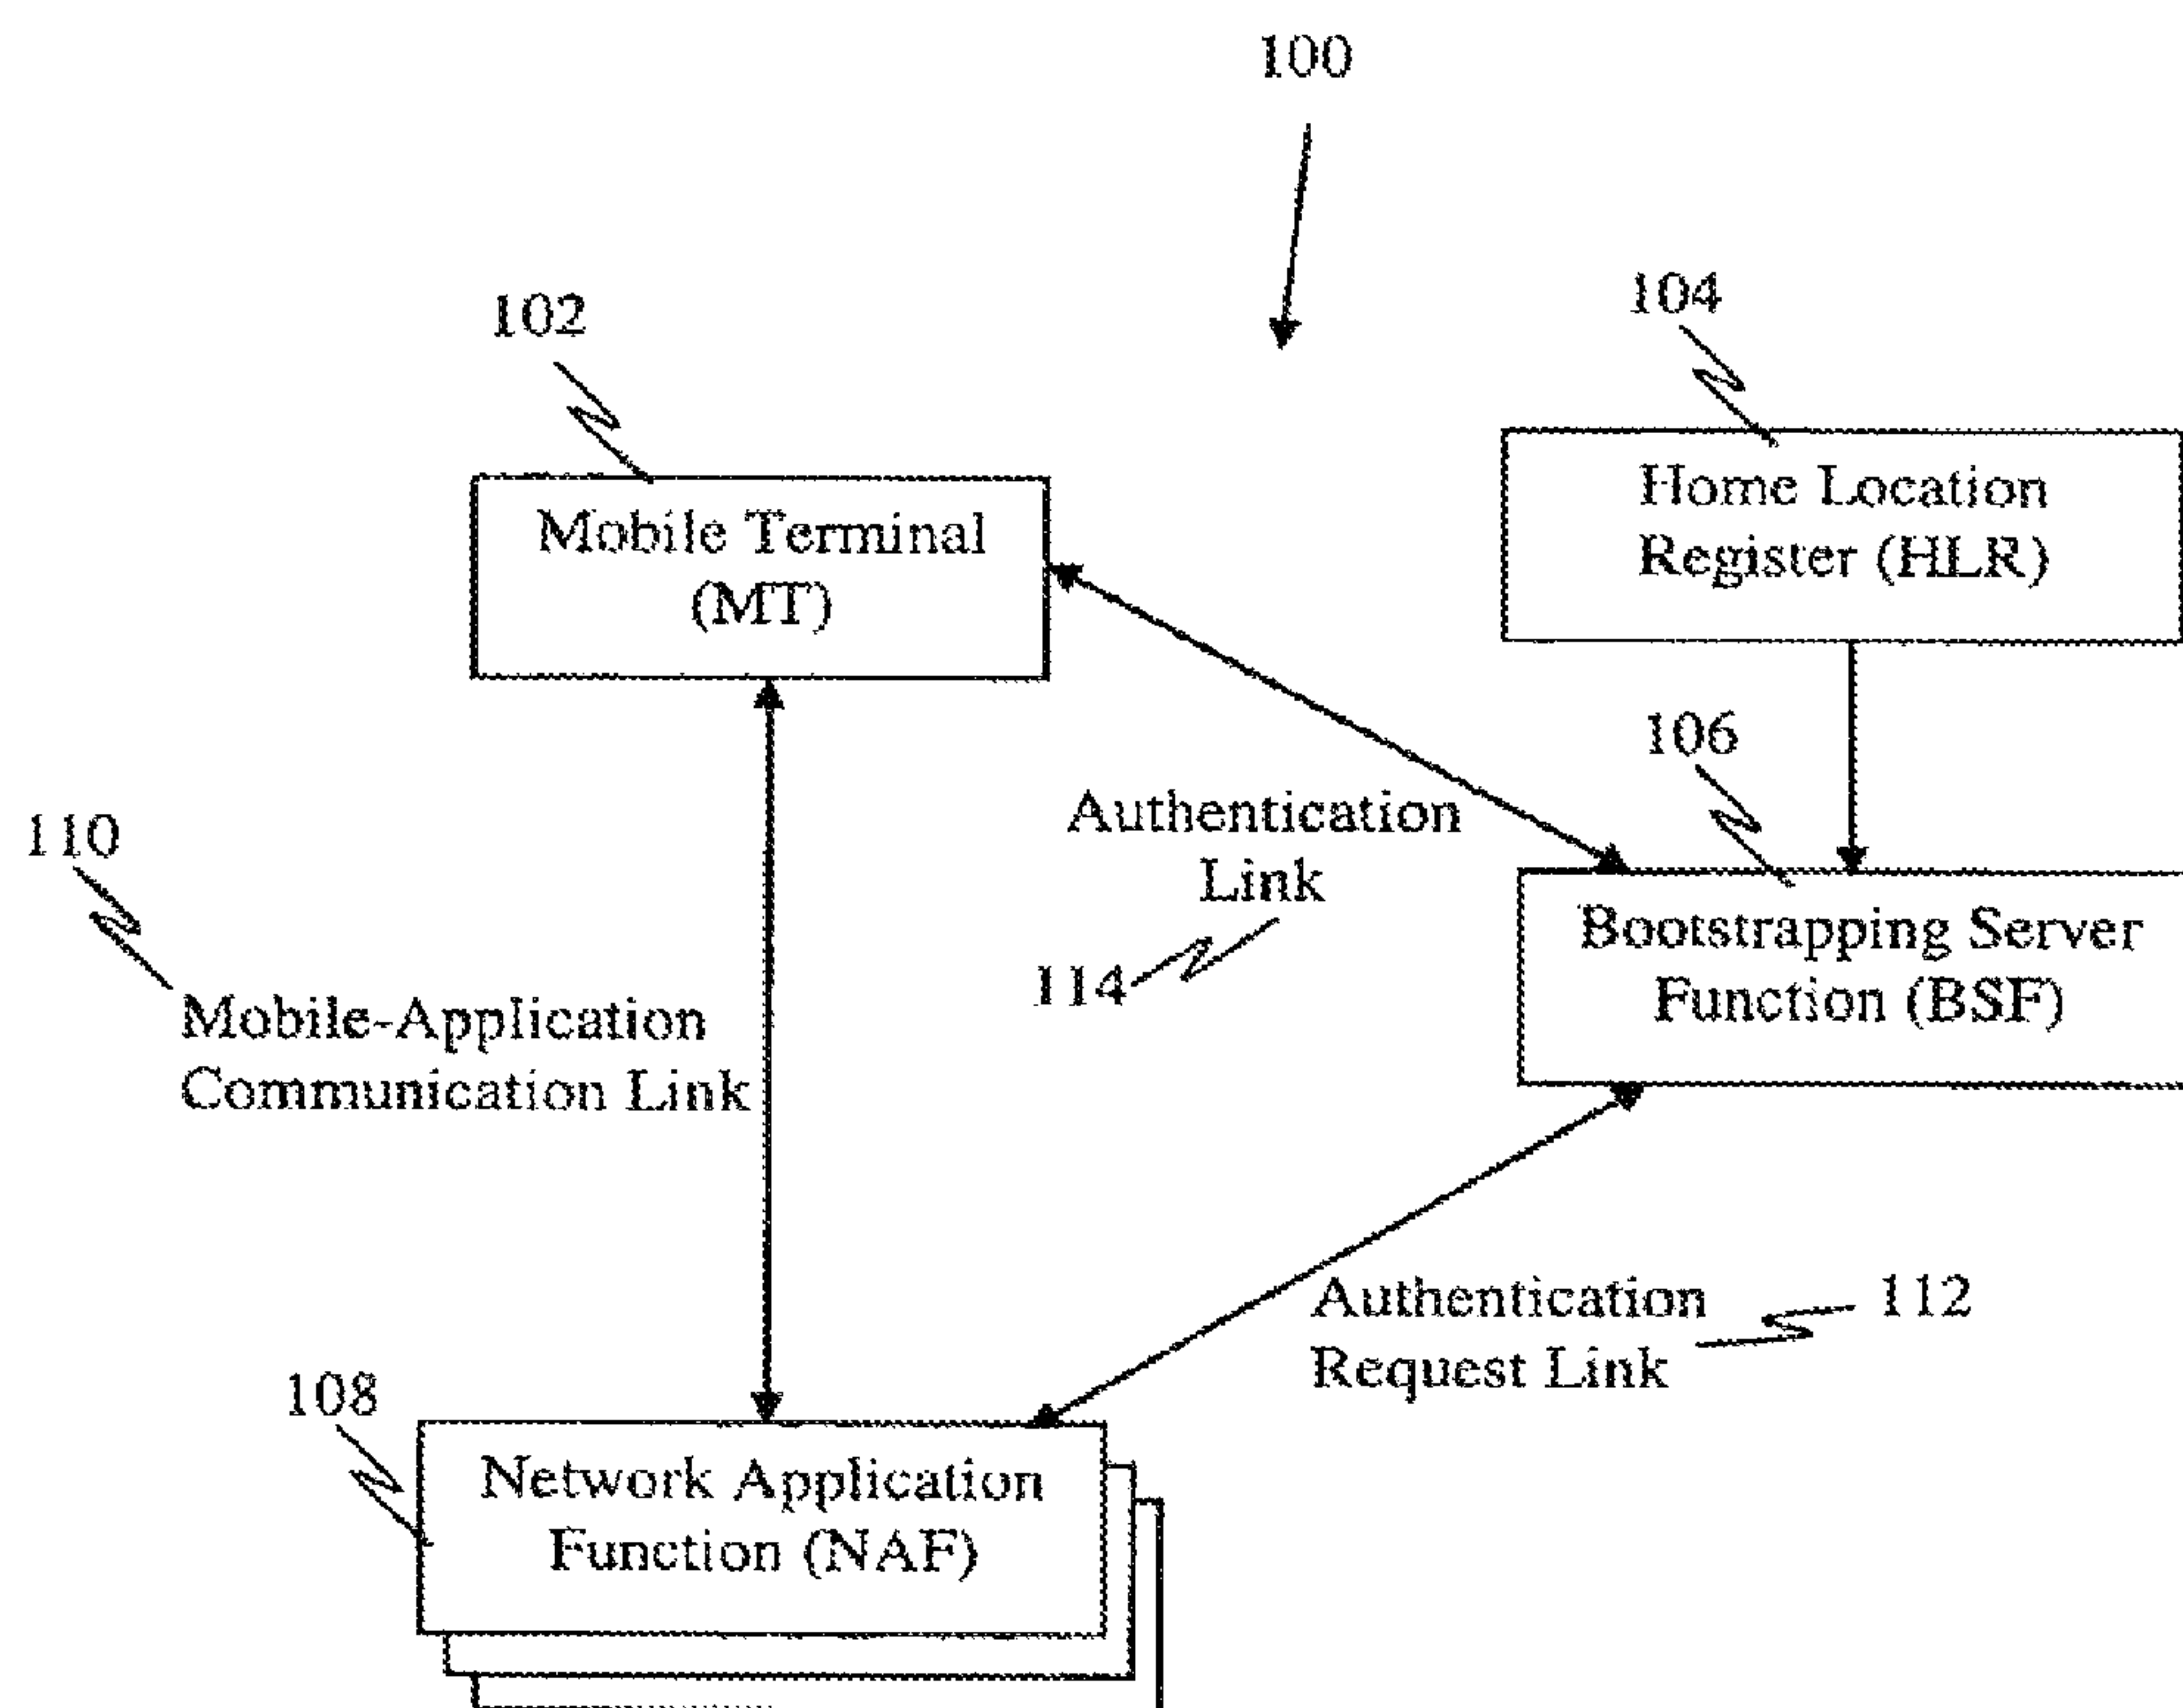 100
102
104
Mobile Terminal
(MT)
Home Location
Register (HLR)
106
110
Authentication
Link
114
Bootstrapping Server
Function (BSF)
Mobile-Application
Communication Link
112
Authentication
Request Link
108
Network Application
Function (NAF)